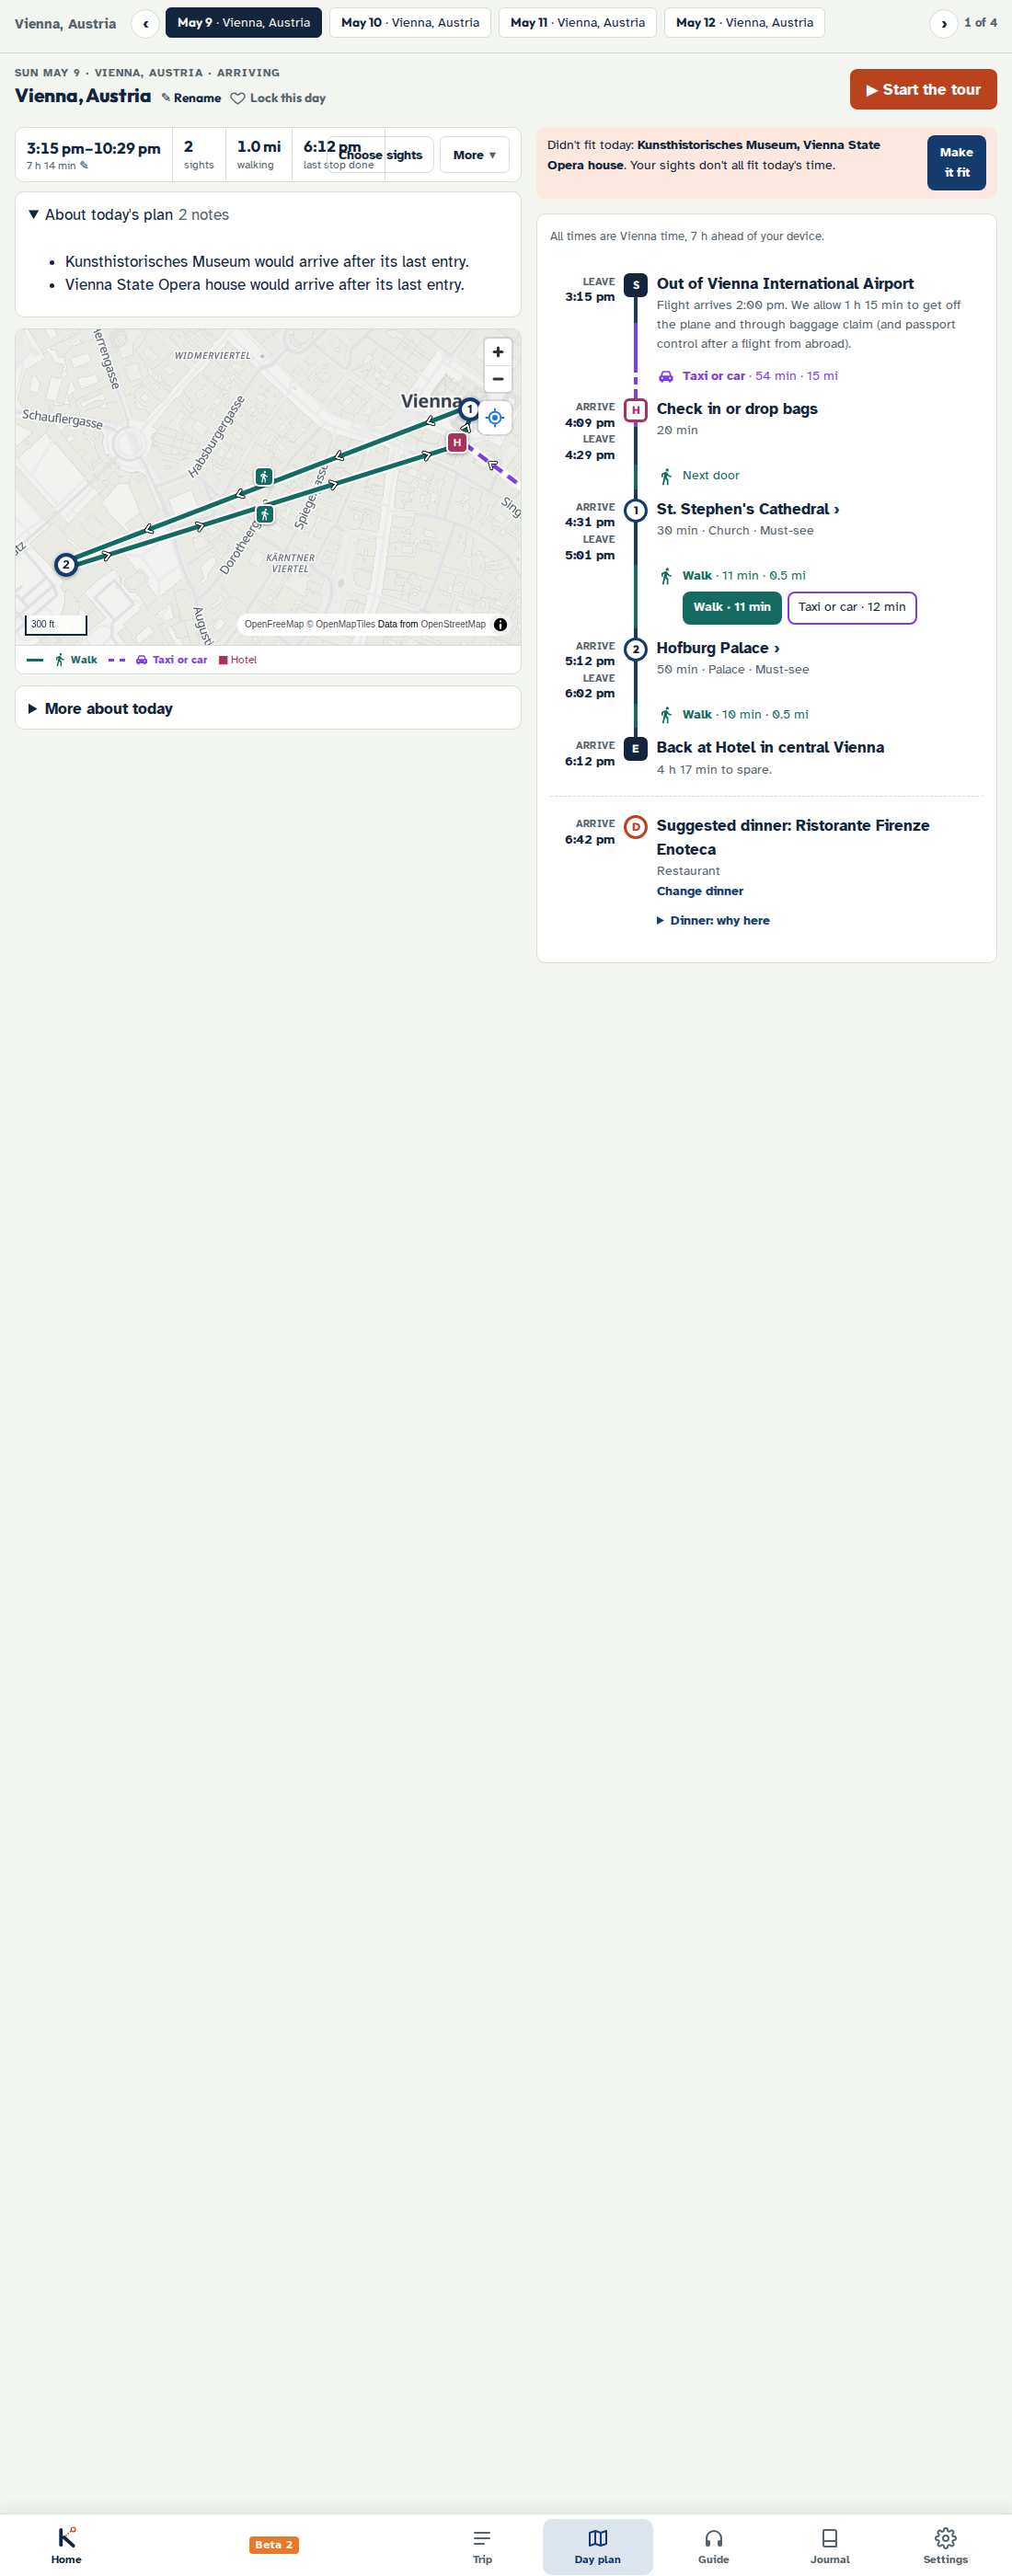 Vienna, Austria
‹
May 9 · Vienna, Austria
May 10 · Vienna, Austria
May 11 · Vienna, Austria
May 12 · Vienna, Austria
›
1 of 4
SUN MAY 9 · VIENNA, AUSTRIA · ARRIVING
Vienna, Austria
✎ Rename
Lock this day
▶ Start the tour
3:15 pm–10:29 pm
7 h 14 min ✎
2
sights
1.0 mi
walking
6:12 pm
last stop done
Choose sights
More ▼
▼ About today's plan 2 notes
• Kunsthistorisches Museum would arrive after its last entry.
• Vienna State Opera house would arrive after its last entry.
WIDMERVIERTEL
Schauflergasse
Habsburgergasse
Vienna
1
H
2
KÄRNTNER
VIERTEL
+
−
300 ft
OpenFreeMap © OpenMapTiles Data from OpenStreetMap
Walk
Taxi or car
Hotel
▶ More about today
Didn't fit today: Kunsthistorisches Museum, Vienna State
Opera house. Your sights don't all fit today's time.
Make
it fit
All times are Vienna time, 7 h ahead of your device.
LEAVE
3:15 pm
S
Out of Vienna International Airport
Flight arrives 2:00 pm. We allow 1 h 15 min to get off
the plane and through baggage claim (and passport
control after a flight from abroad).
Taxi or car · 54 min · 15 mi
ARRIVE
4:09 pm
LEAVE
4:29 pm
H
Check in or drop bags
20 min
Next door
ARRIVE
4:31 pm
LEAVE
5:01 pm
1
St. Stephen's Cathedral ›
30 min · Church · Must-see
Walk · 11 min · 0.5 mi
Walk · 11 min
Taxi or car · 12 min
ARRIVE
5:12 pm
LEAVE
6:02 pm
2
Hofburg Palace ›
50 min · Palace · Must-see
Walk · 10 min · 0.5 mi
ARRIVE
6:12 pm
E
Back at Hotel in central Vienna
4 h 17 min to spare.
ARRIVE
6:42 pm
D
Suggested dinner: Ristorante Firenze
Enoteca
Restaurant
Change dinner
▶ Dinner: why here
Home
Beta 2
Trip
Day plan
Guide
Journal
Settings